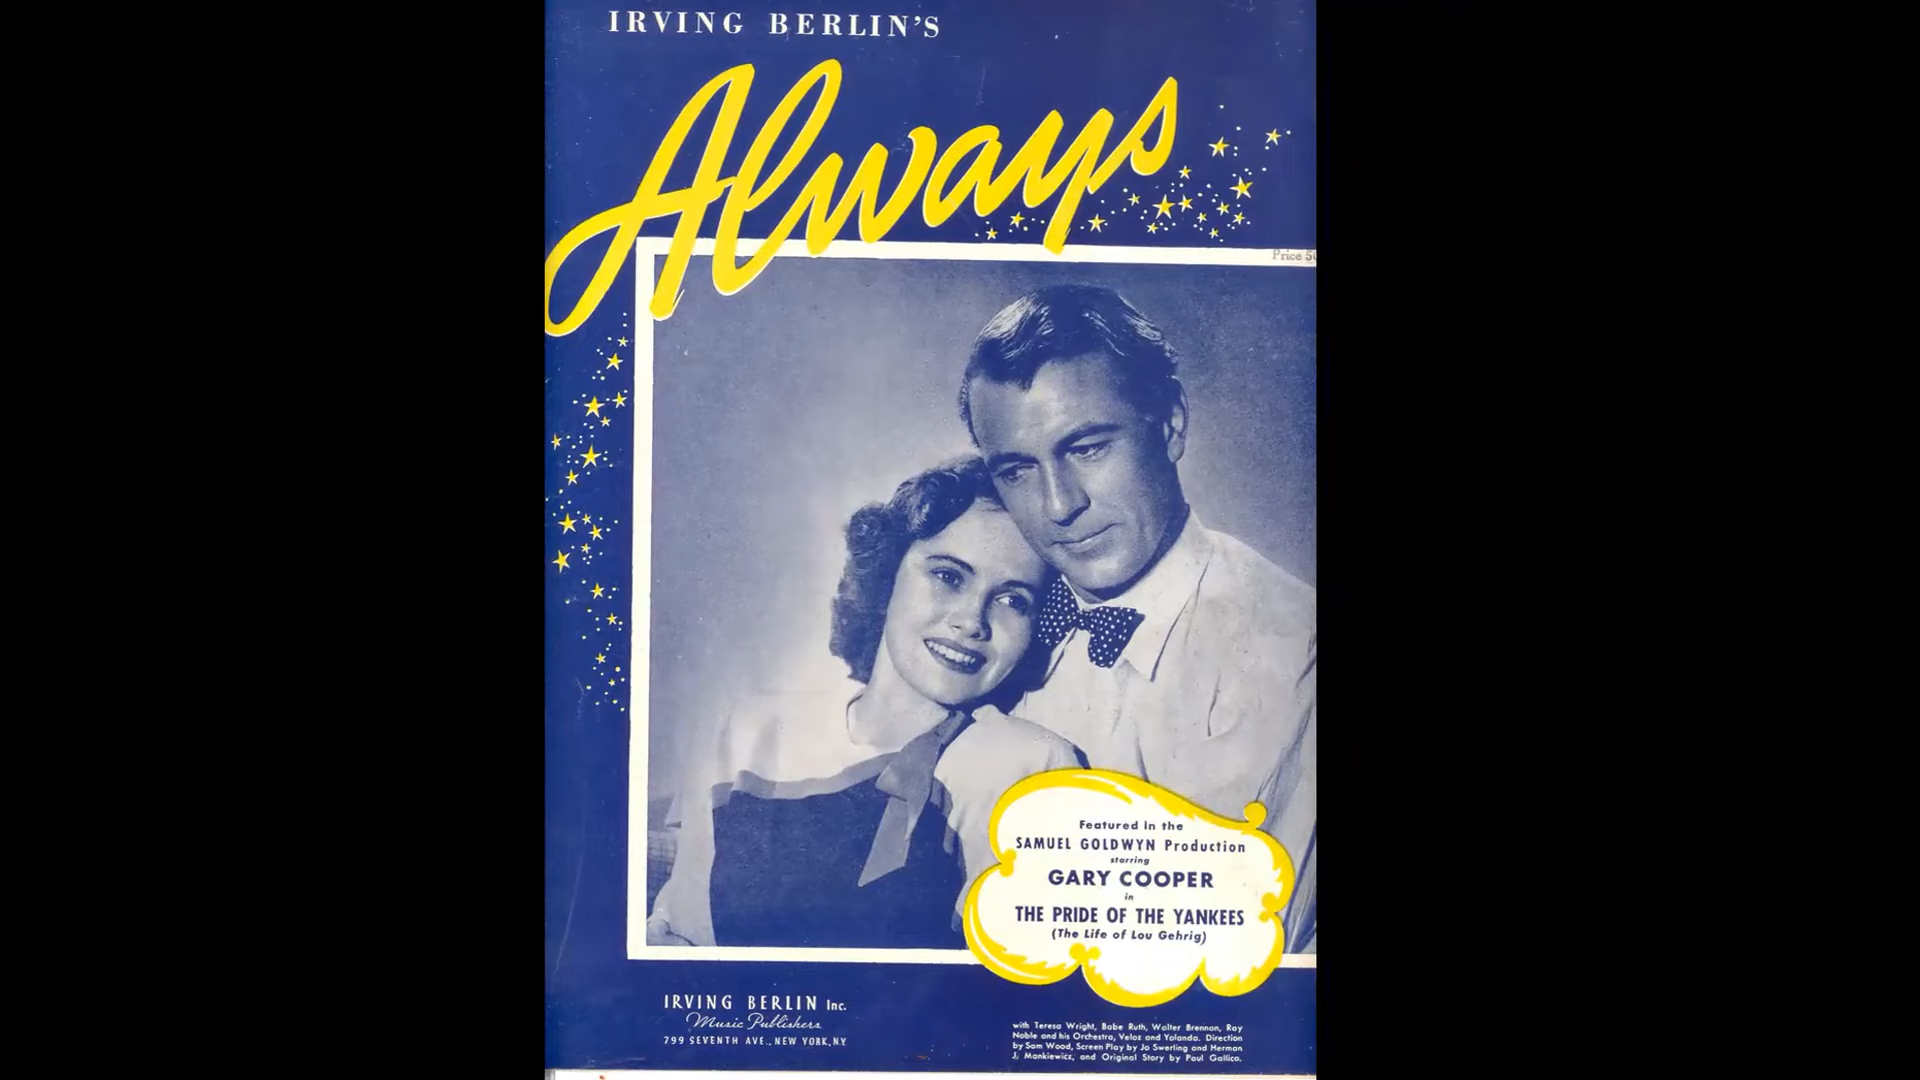 IRVING BERLIN'S
Always
Price 50
Featured in the
SAMUEL GOLDWYN Production
starring
GARY COOPER
in
THE PRIDE OF THE YANKEES
(The Life of Lou Gehrig)
IRVING BERLIN Inc.
Music Publishers
799 SEVENTH AVE., NEW YORK, N.Y.
with Teresa Wright, Babe Ruth, Walter Brennan, Ray
Noble and his Orchestra, Veloz and Yolanda. Direction
by Sam Wood, Screen Play by Jo Swerling and Herman
J. Mankiewicz, and Original Story by Paul Gallico.